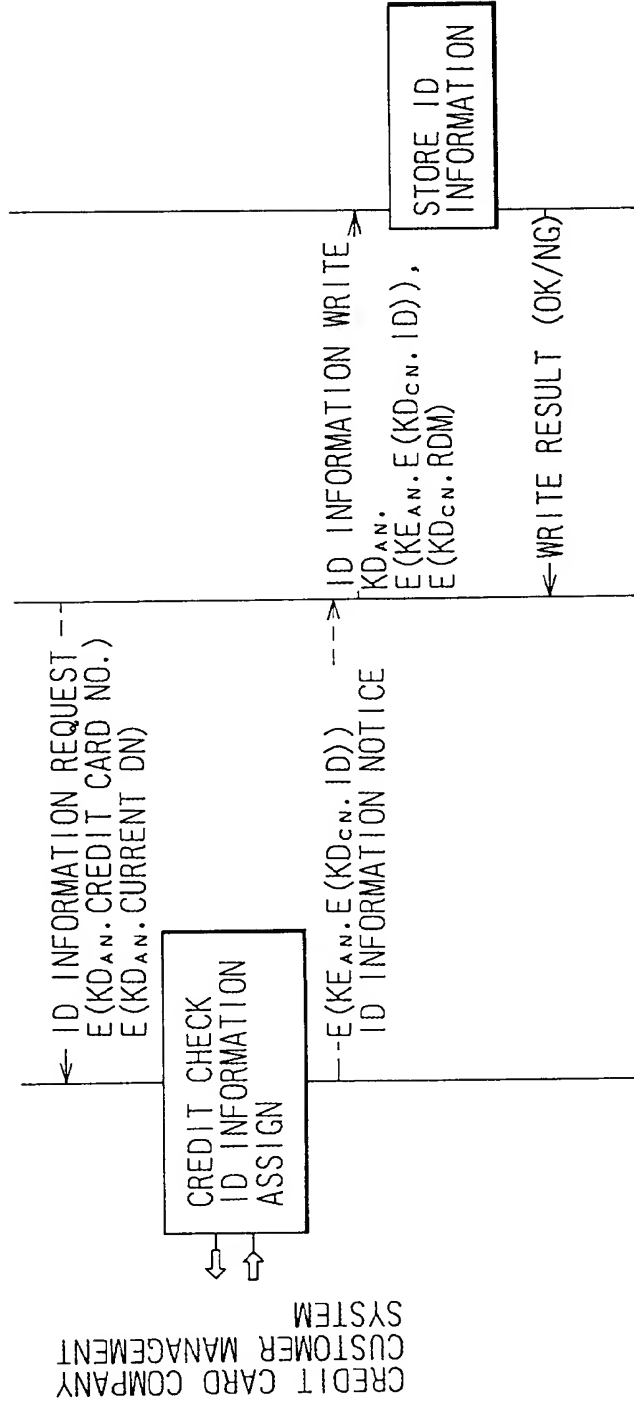 ID INFORMATION REQUEST
E(KDAN.CREDIT CARD NO.)
E(KDAN.CURRENT DN)
CREDIT CARD COMPANY
CUSTOMER MANAGEMENT
SYSTEM
CREDIT CHECK
ID INFORMATION
ASSIGN
E(KEAN.E(KDCN.ID))
ID INFORMATION NOTICE
ID INFORMATION WRITE
KDAN.
E(KEAN.E(KDCN.ID)),
E(KDCN.RDM)
STORE ID
INFORMATION
WRITE RESULT (OK/NG)